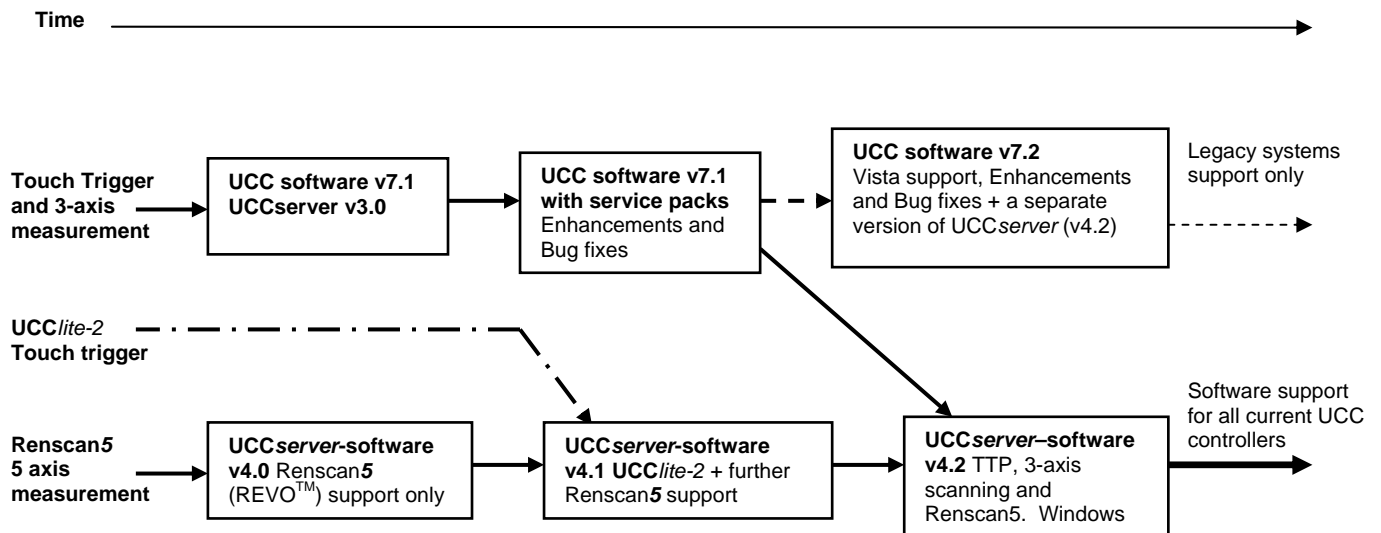 Time
Touch Trigger
and 3-axis
measurement
UCC software v7.1
UCCserver v3.0
UCC software v7.1
with service packs
Enhancements and
Bug fixes
UCC software v7.2
Vista support, Enhancements
and Bug fixes + a separate
version of UCCserver (v4.2)
Legacy systems
support only
UCClite-2
Touch trigger
Renscan5
5 axis
measurement
UCCserver-software
v4.0 Renscan5
(REVO™) support only
UCCserver-software
v4.1 UCClite-2 + further
Renscan5 support
UCCserver–software
v4.2 TTP, 3-axis
scanning and
Renscan5. Windows
Software support
for all current UCC
controllers